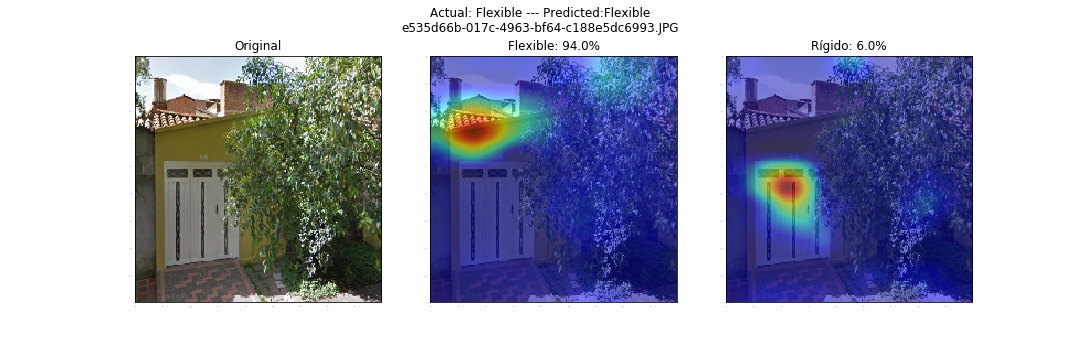 Actual: Flexible --- Predicted:Flexible
e535d66b-017c-4963-bf64-c188e5dc6993.JPG
Original
Flexible: 94.0%
Rígido: 6.0%